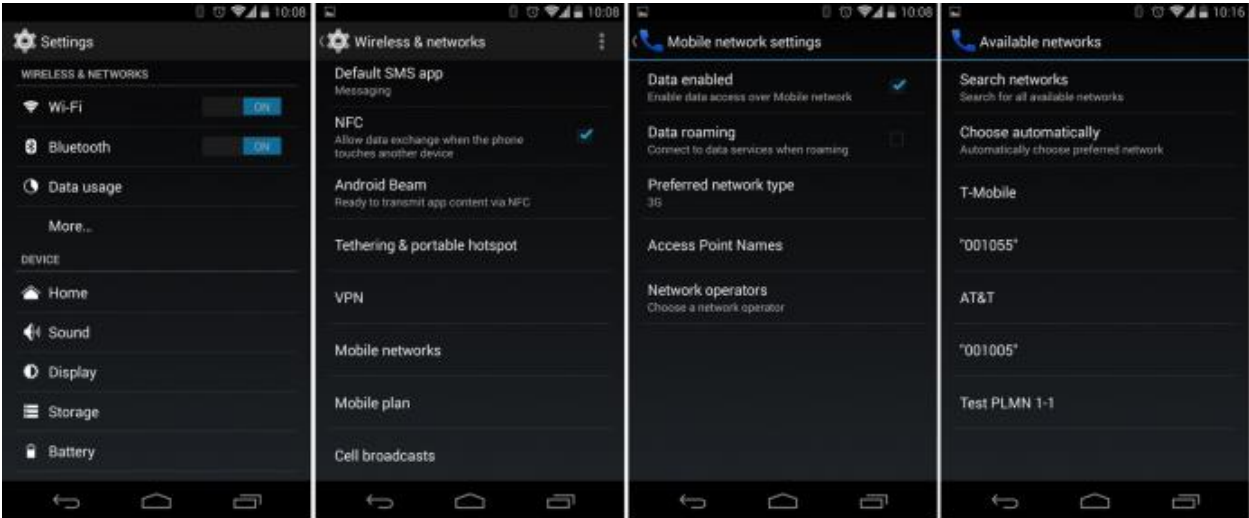 10:08
Settings
WIRELESS & NETWORKS
Wi-Fi
ON
Bluetooth
ON
Data usage
More...
DEVICE
Home
Sound
Display
Storage
Battery
10:08
Wireless & networks
Default SMS app
Messaging
NFC
Allow data exchange when the phone
touches another device
Android Beam
Ready to transmit app content via NFC
Tethering & portable hotspot
VPN
Mobile networks
Mobile plan
Cell broadcasts
10:08
Mobile network settings
Data enabled
Enable data access over Mobile network
Data roaming
Connect to data services when roaming
Preferred network type
3G
Access Point Names
Network operators
Choose a network operator
10:16
Available networks
Search networks
Search for all available networks
Choose automatically
Automatically choose preferred network
T-Mobile
"001055"
AT&T
"001005"
Test PLMN 1-1